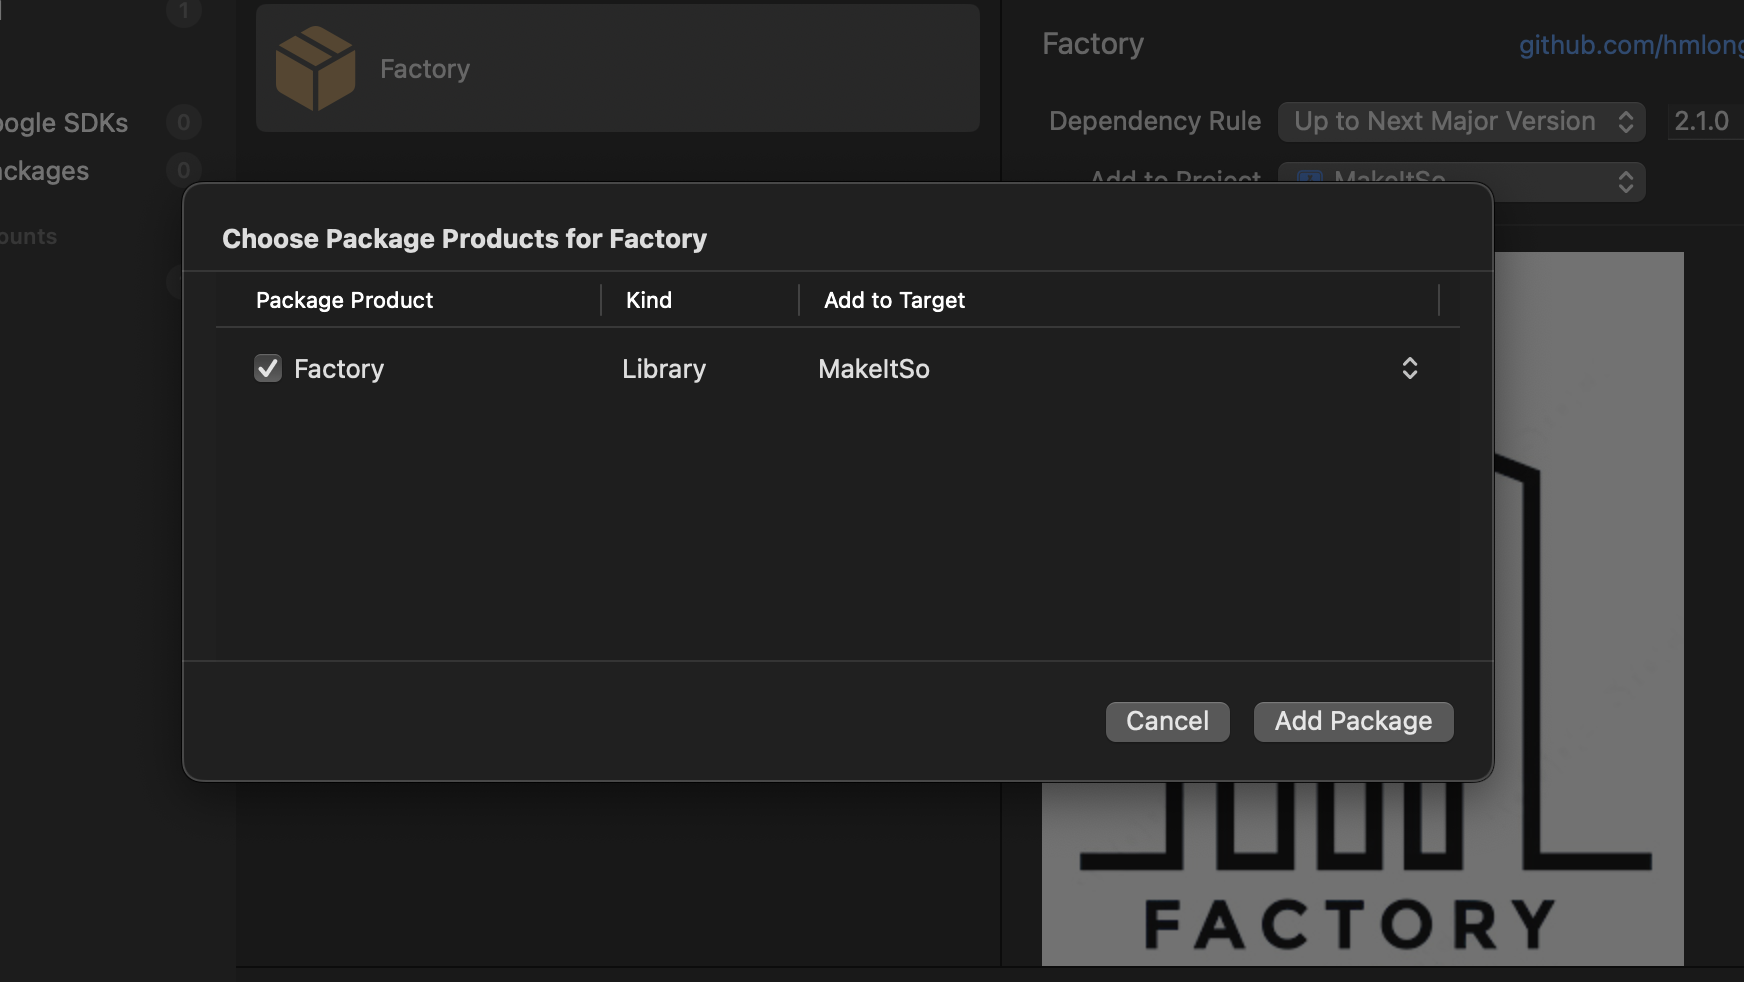 1
Factory
Factory
github.com/hmlong
oogle SDKs 0
Dependency Rule Up to Next Major Version 2.1.0
ackages 0
Add to Project MakeItSo
ounts
Choose Package Products for Factory
Package Product Kind Add to Target
Factory Library MakeItSo
Cancel Add Package
FACTORY